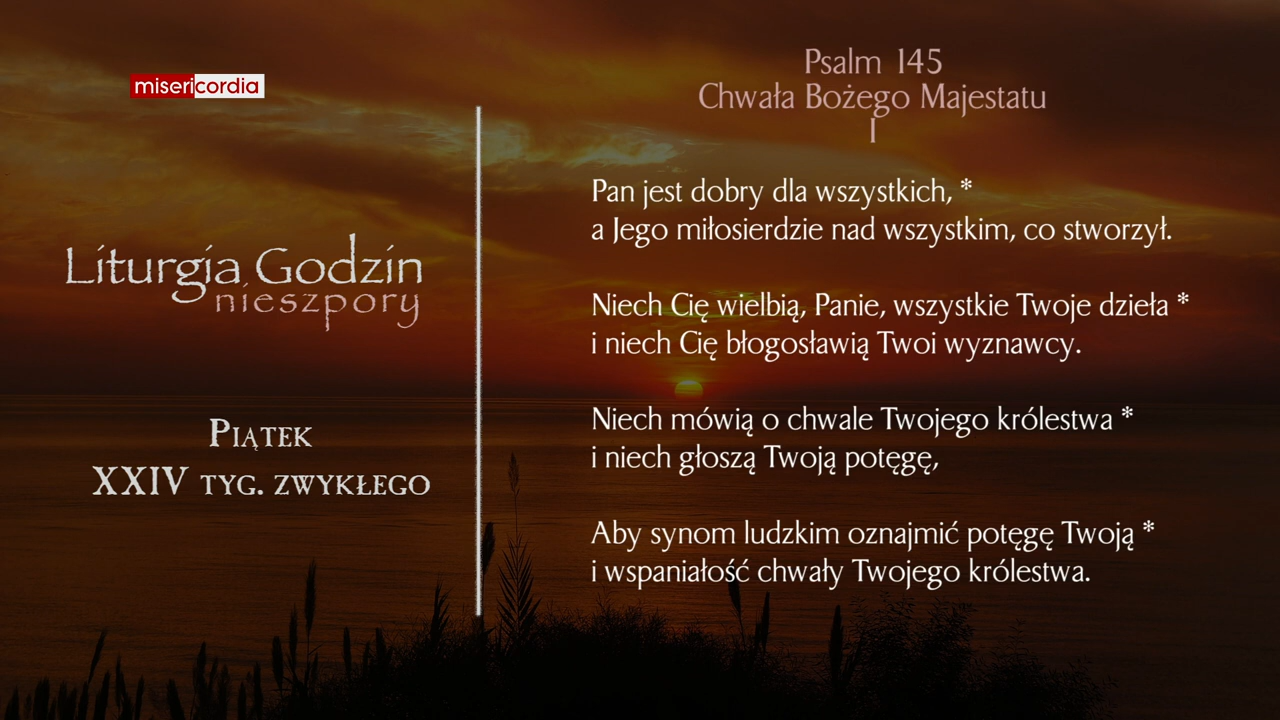 misericordia
Liturgia Godzin
nieszpory
Piątek
XXIV tyg. zwykłego
Psalm 145
Chwała Bożego Majestatu
I
Pan jest dobry dla wszystkich, *
a Jego miłosierdzie nad wszystkim, co stworzył.
Niech Cię wielbią, Panie, wszystkie Twoje dzieła *
i niech Cię błogosławią Twoi wyznawcy.
Niech mówią o chwale Twojego królestwa *
i niech głoszą Twoją potęgę,
Aby synom ludzkim oznajmić potęgę Twoją *
i wspaniałość chwały Twojego królestwa.